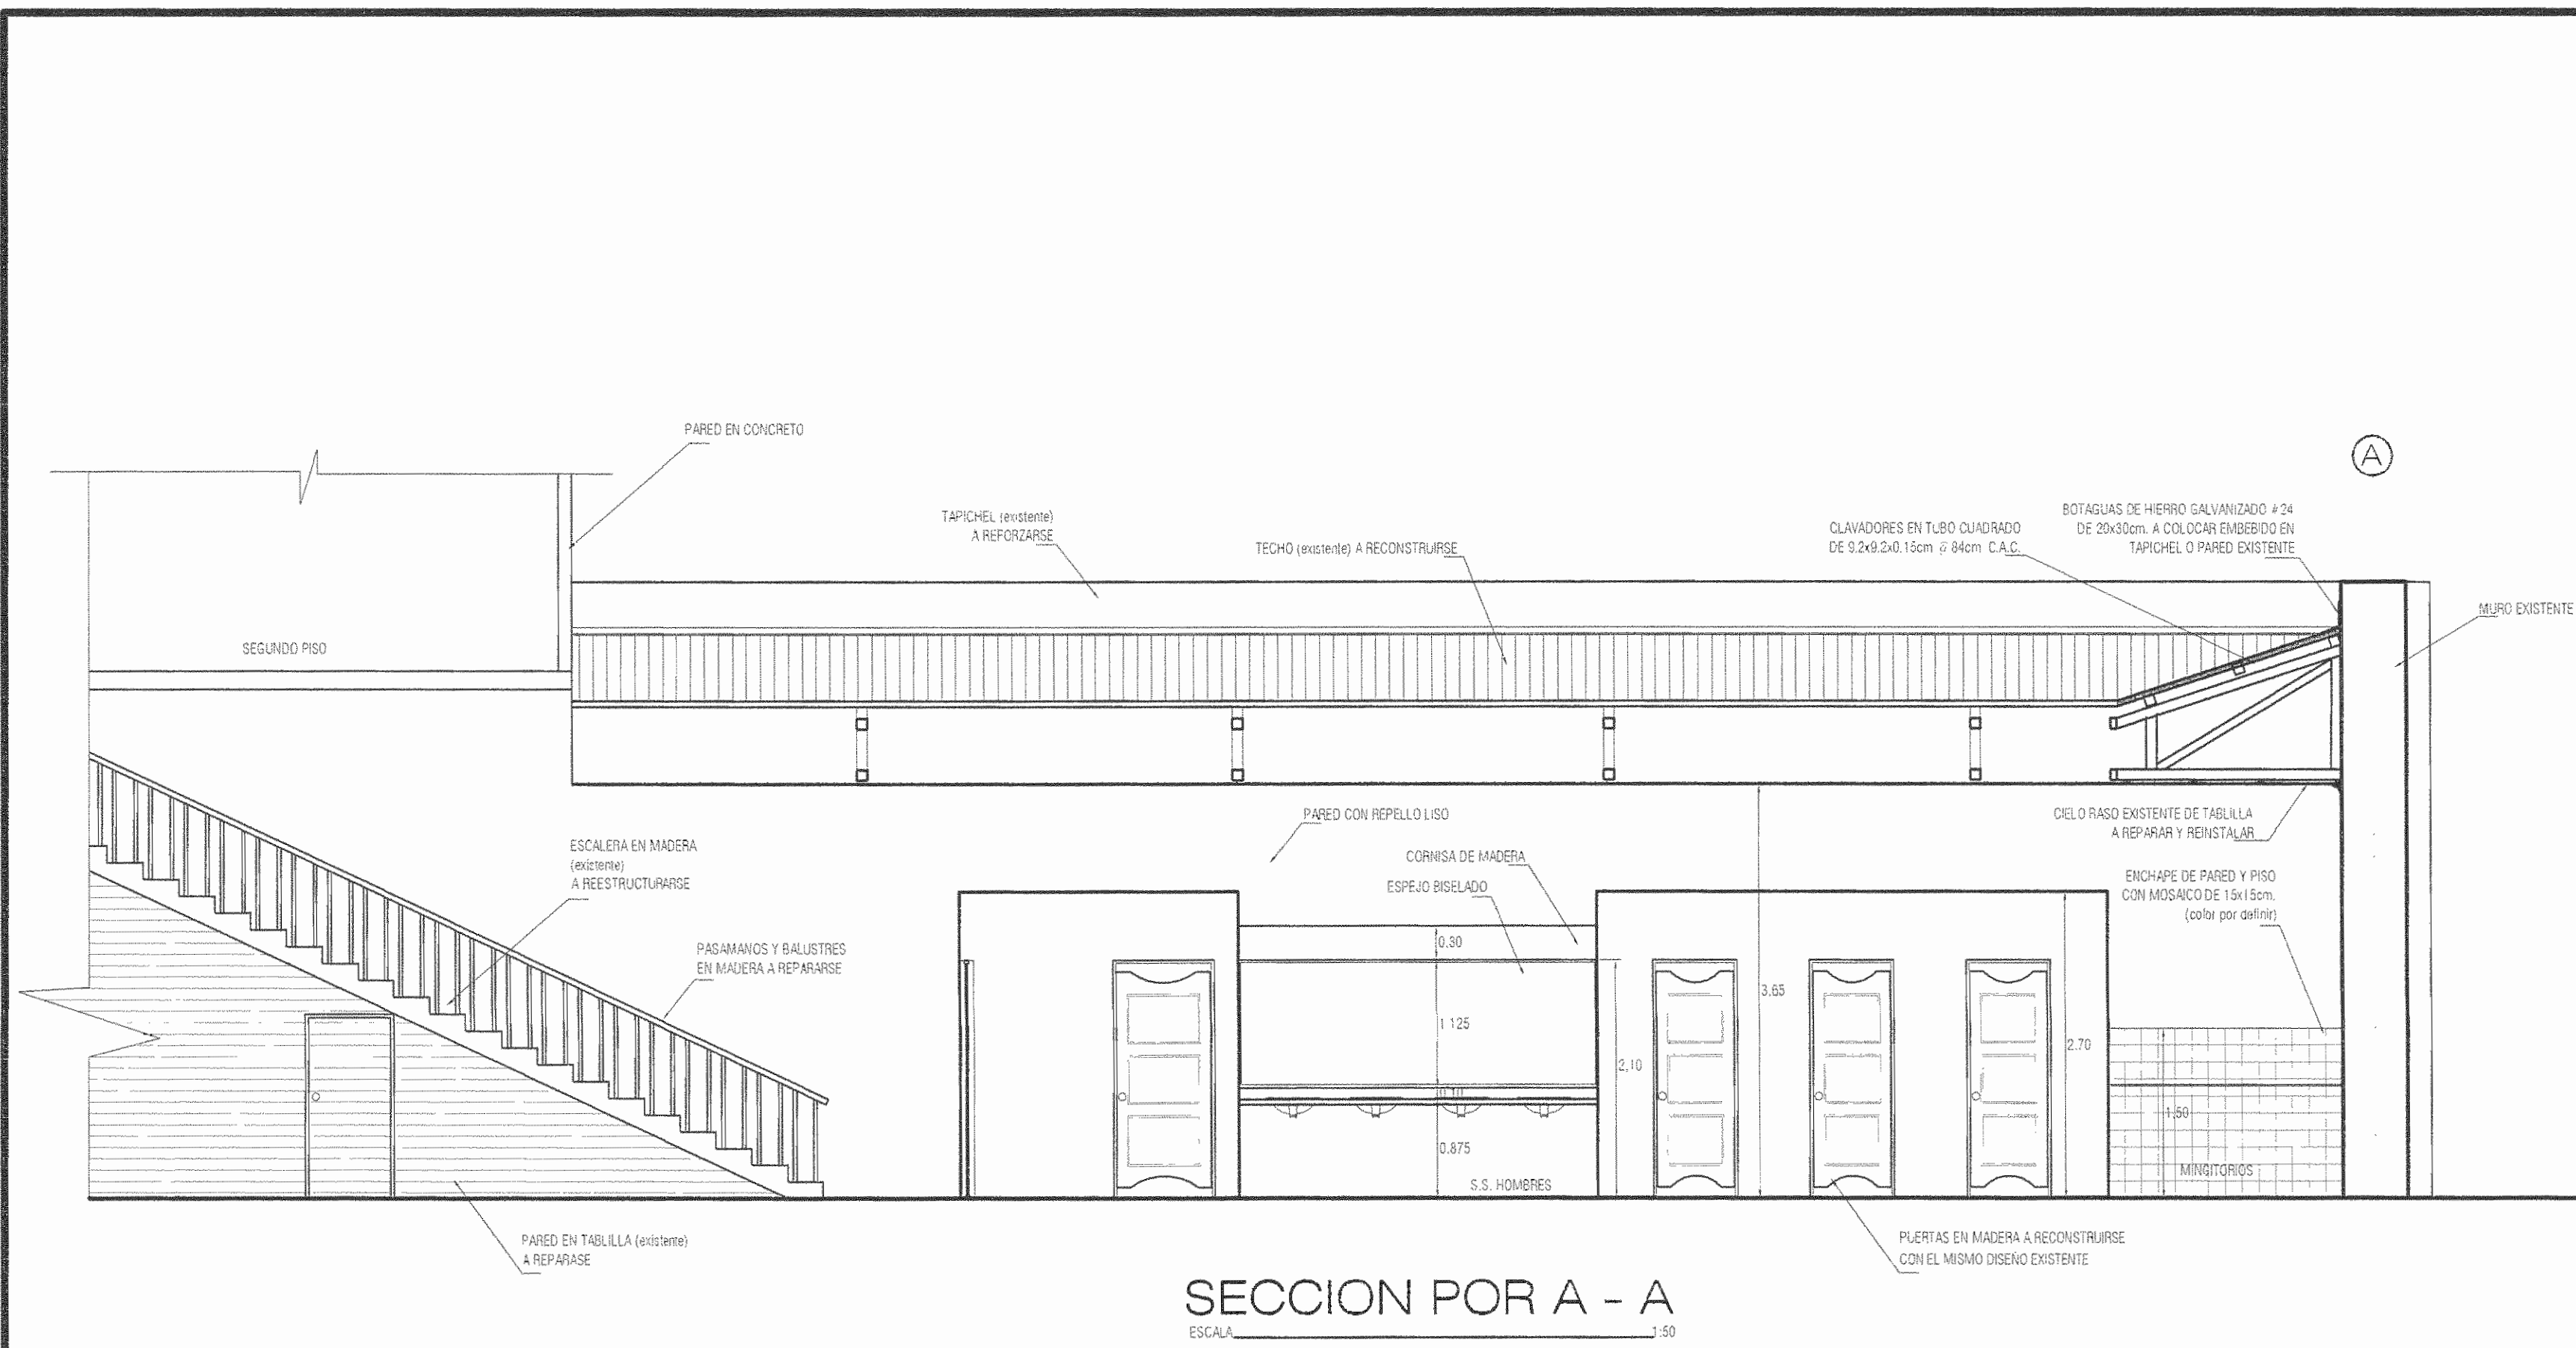 PARED EN CONCRETO
A
TAPICHEL (existente)
A REFORZARSE
TECHO (existente) A RECONSTRUIRSE
CLAVADORES EN TUBO CUADRADO
DE 9.2x9.2x0.15cm @ 84cm C.A.C.
BOTAGUAS DE HIERRO GALVANIZADO #24
DE 29x30cm. A COLOCAR EMBEBIDO EN
TAPICHEL O PARED EXISTENTE
MURO EXISTENTE
SEGUNDO PISO
PARED CON REPELLO LISO
CIELO RASO EXISTENTE DE TABLILLA
A REPARAR Y REINSTALAR
ESCALERA EN MADERA
(existente)
A REESTRUCTURARSE
CORNISA DE MADERA
ESPEJO BISELADO
ENCHAPE DE PARED Y PISO
CON MOSAICO DE 15x15cm.
(color por definir)
PASAMANOS Y BALUSTRES
EN MADERA A REPARARSE
0.30
3.65
1.125
2.10
2.70
0.10
1.50
0.875
MINGITORIOS
S.S. HOMBRES
PARED EN TABLILLA (existente)
A REPARASE
PUERTAS EN MADERA A RECONSTRUIRSE
CON EL MISMO DISEÑO EXISTENTE
SECCION POR A - A
ESCALA 1:50